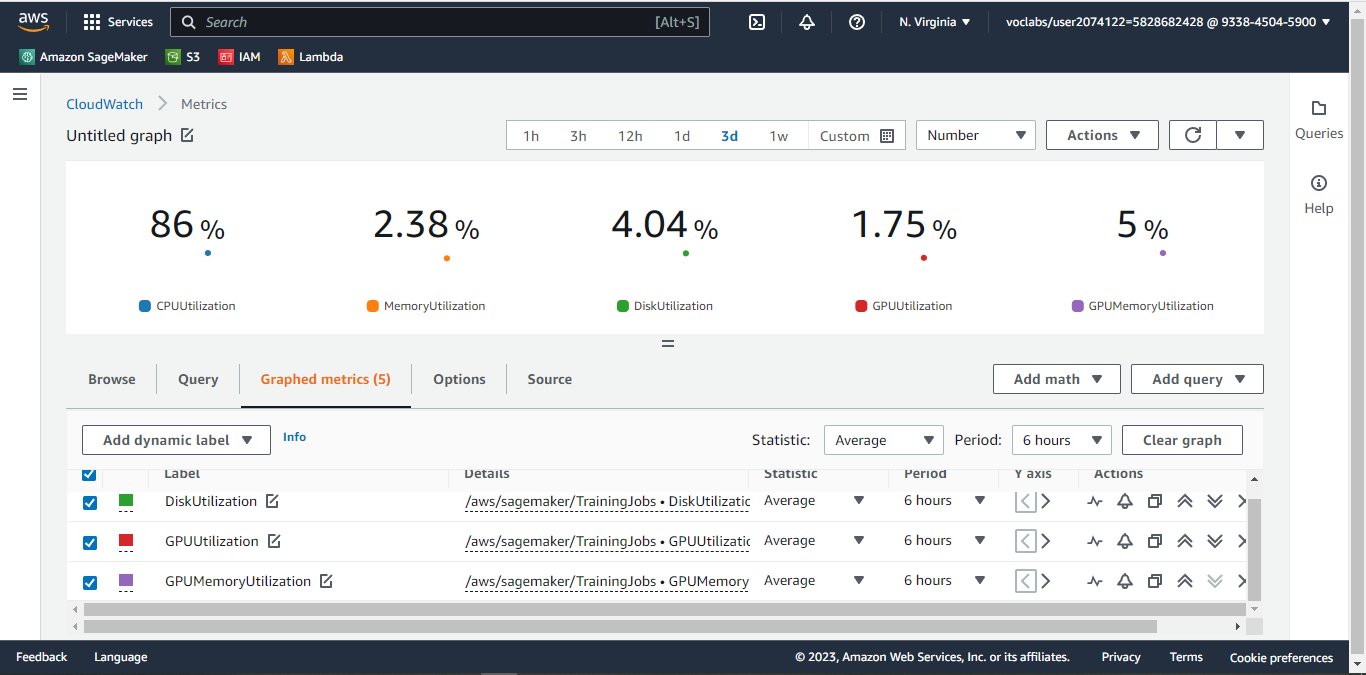 aws Services Search [Alt+S] N. Virginia voclabs/user2074122=5828682428 @ 9338-4504-5900
Amazon SageMaker S3 IAM Lambda
CloudWatch Metrics
Untitled graph
1h 3h 12h 1d 3d 1w Custom Number Actions
Queries
Help
86 % 2.38 % 4.04 % 1.75 % 5 %
CPUUtilization MemoryUtilization DiskUtilization GPUUtilization GPUMemoryUtilization
Browse Query Graphed metrics (5) Options Source Add math Add query
Add dynamic label Info Statistic: Average Period: 6 hours Clear graph
Label Details Statistic Period Y axis Actions
DiskUtilization /aws/sagemaker/TrainingJobs • DiskUtilizatic Average 6 hours
GPUUtilization /aws/sagemaker/TrainingJobs • GPUUtilizatic Average 6 hours
GPUMemoryUtilization /aws/sagemaker/TrainingJobs • GPUMemory Average 6 hours
Feedback Language © 2023, Amazon Web Services, Inc. or its affiliates. Privacy Terms Cookie preferences